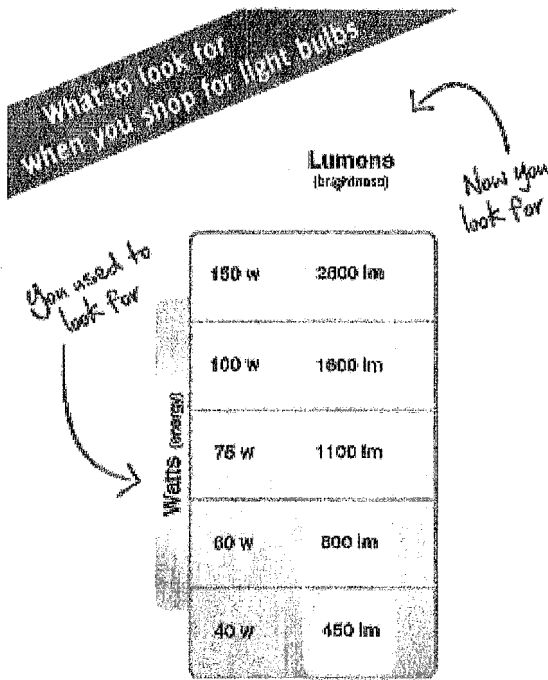 What to look for
when you shop for light bulbs.
Lumens
(brightness)
Now you
look for
You used to
look for
Watts (energy)
150 w 2600 lm
100 w 1600 lm
75 w 1100 lm
60 w 800 lm
40 w 450 lm